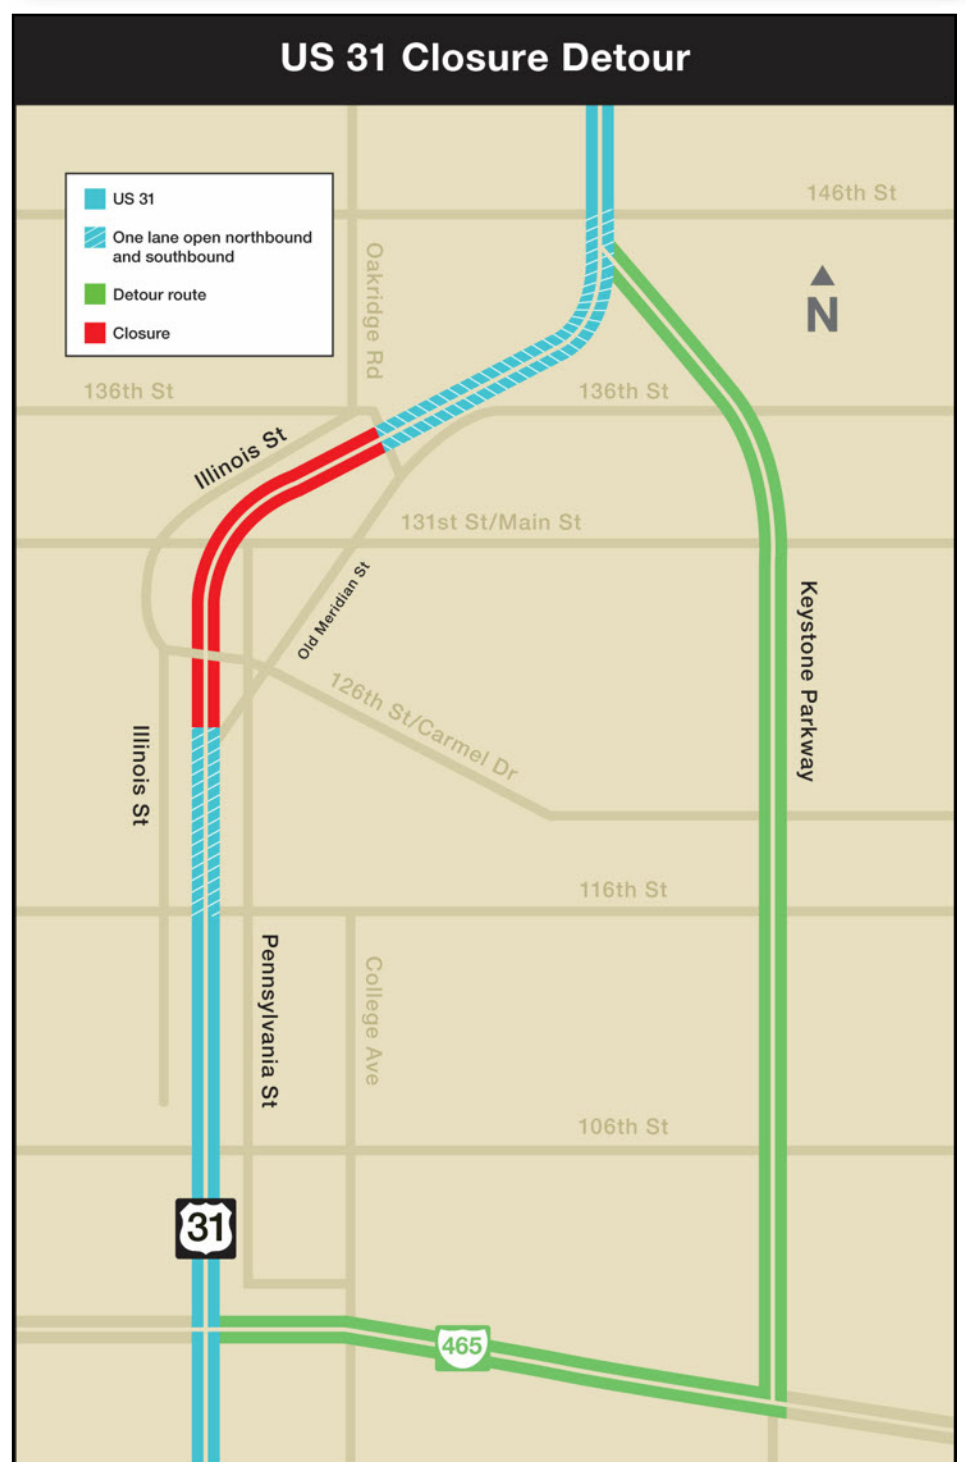 US 31 Closure Detour
US 31
One lane open northbound
and southbound
Detour route
Closure
146th St
N
Oakridge Rd
136th St
136th St
Illinois St
131st St/Main St
Old Meridian St
Keystone Parkway
126th St/Carmel Dr
Illinois St
116th St
Pennsylvania St
College Ave
106th St
31
465